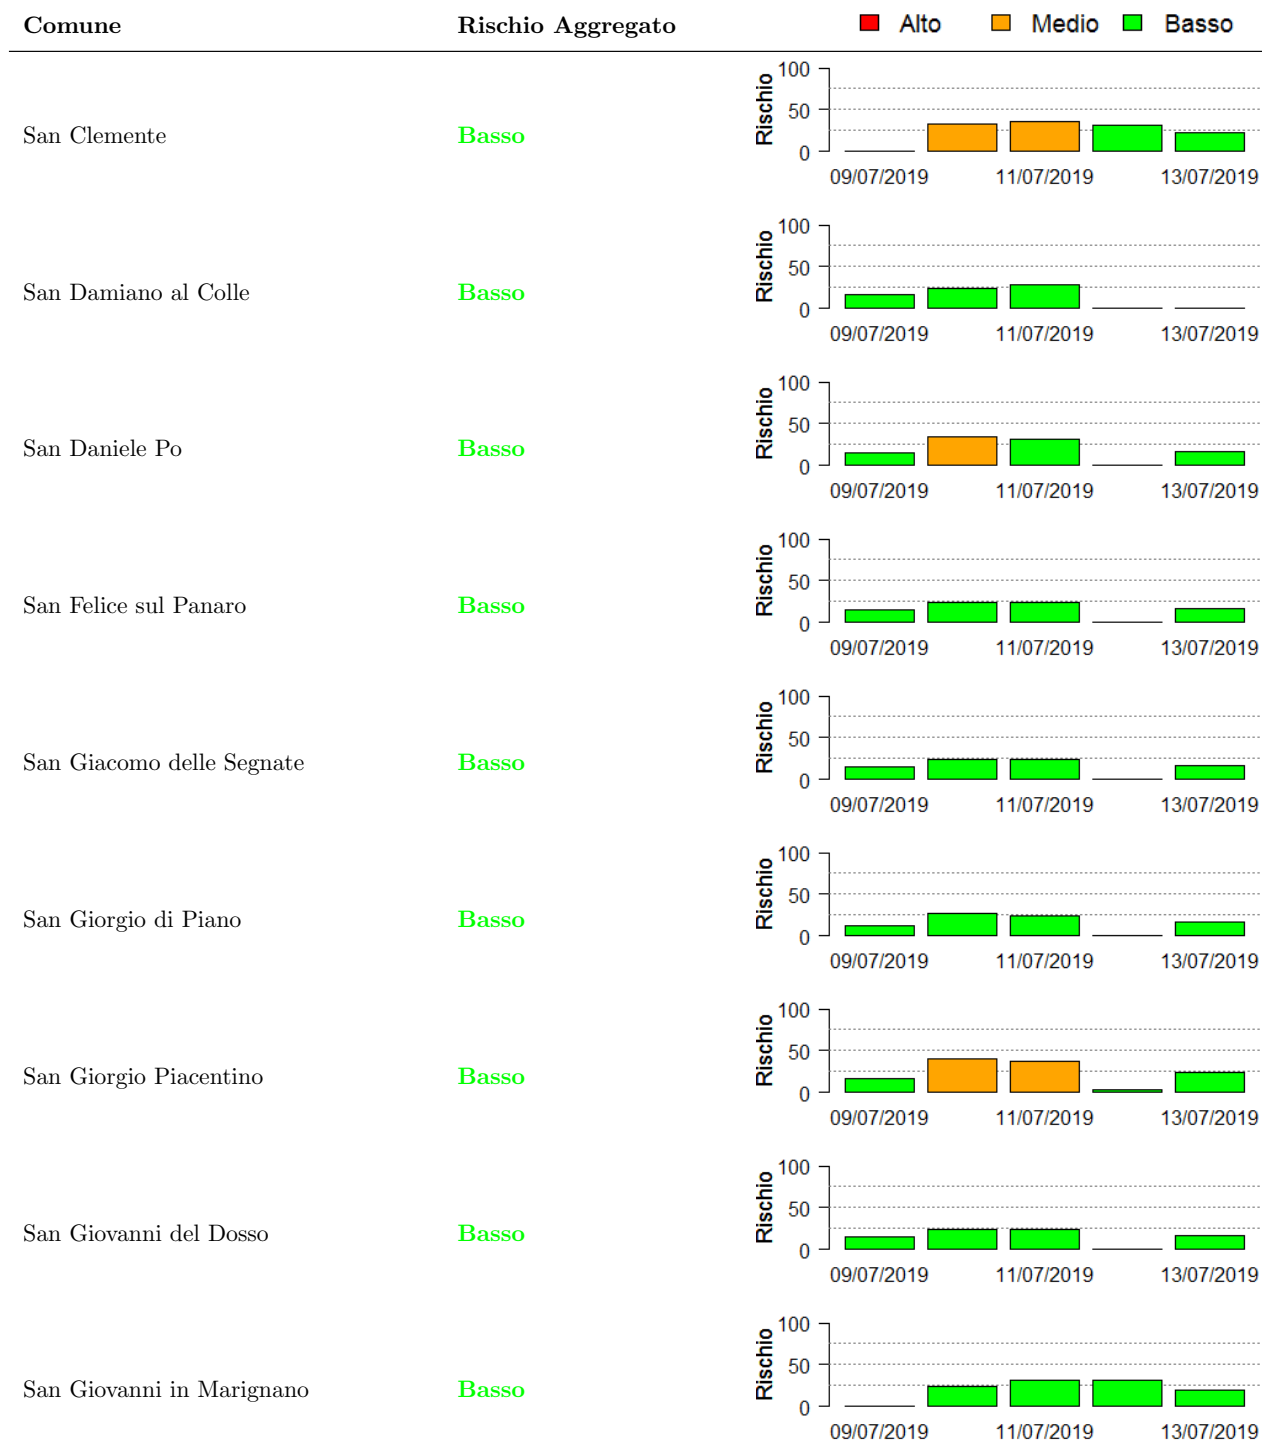 Comune Rischio Aggregato Alto Medio Basso
San Clemente Basso
Rischio
100
50
0
09/07/2019 11/07/2019 13/07/2019
San Damiano al Colle Basso
Rischio
100
50
0
09/07/2019 11/07/2019 13/07/2019
San Daniele Po Basso
Rischio
100
50
0
09/07/2019 11/07/2019 13/07/2019
San Felice sul Panaro Basso
Rischio
100
50
0
09/07/2019 11/07/2019 13/07/2019
San Giacomo delle Segnate Basso
Rischio
100
50
0
09/07/2019 11/07/2019 13/07/2019
San Giorgio di Piano Basso
Rischio
100
50
0
09/07/2019 11/07/2019 13/07/2019
San Giorgio Piacentino Basso
Rischio
100
50
0
09/07/2019 11/07/2019 13/07/2019
San Giovanni del Dosso Basso
Rischio
100
50
0
09/07/2019 11/07/2019 13/07/2019
San Giovanni in Marignano Basso
Rischio
100
50
0
09/07/2019 11/07/2019 13/07/2019